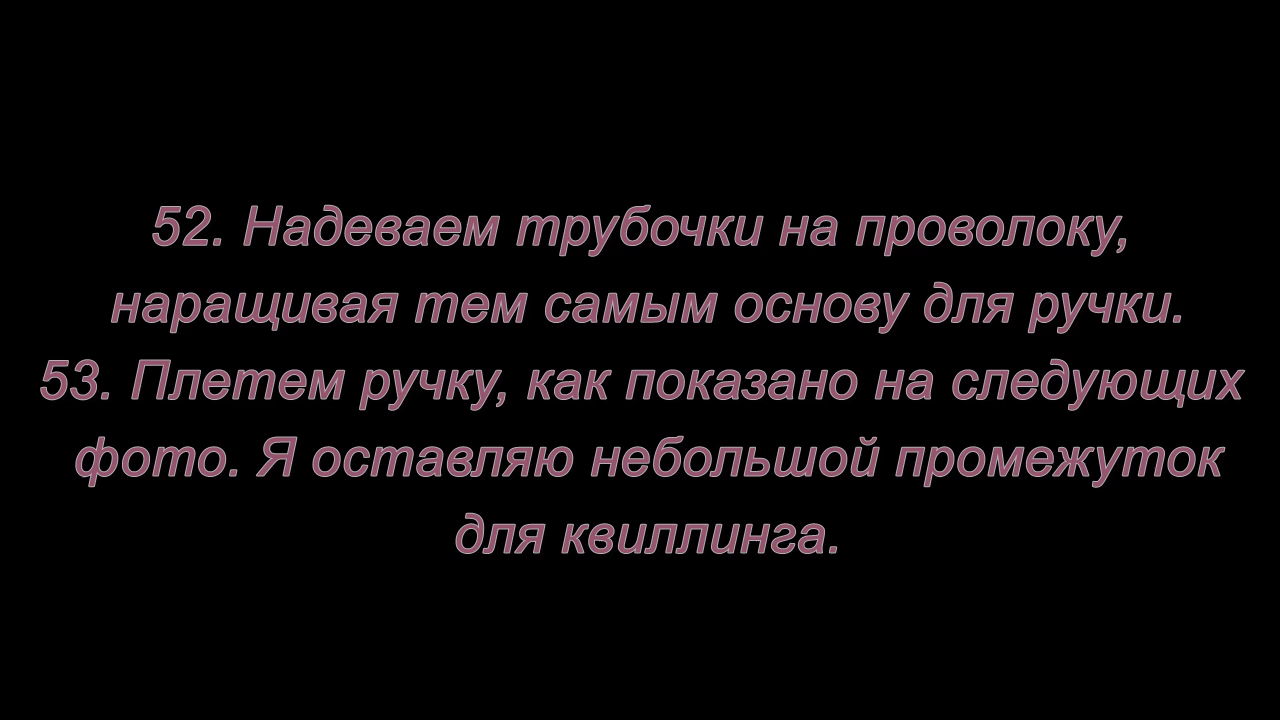 52. Надеваем трубочки на проволоку,
наращивая тем самым основу для ручки.
53. Плетем ручку, как показано на следующих
фото. Я оставляю небольшой промежуток
для квиллинга.